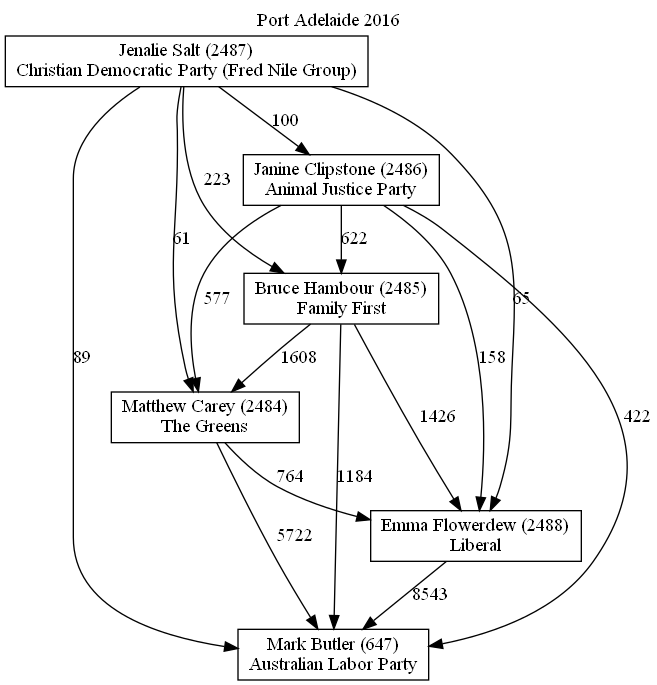 Port Adelaide 2016
Jenalie Salt (2487)
Christian Democratic Party (Fred Nile Group)
100
Janine Clipstone (2486)
Animal Justice Party
223
61
622
65
577
Bruce Hambour (2485)
Family First
89
1608
158
Matthew Carey (2484)
The Greens
1426
422
764
1184
Emma Flowerdew (2488)
Liberal
5722
8543
Mark Butler (647)
Australian Labor Party